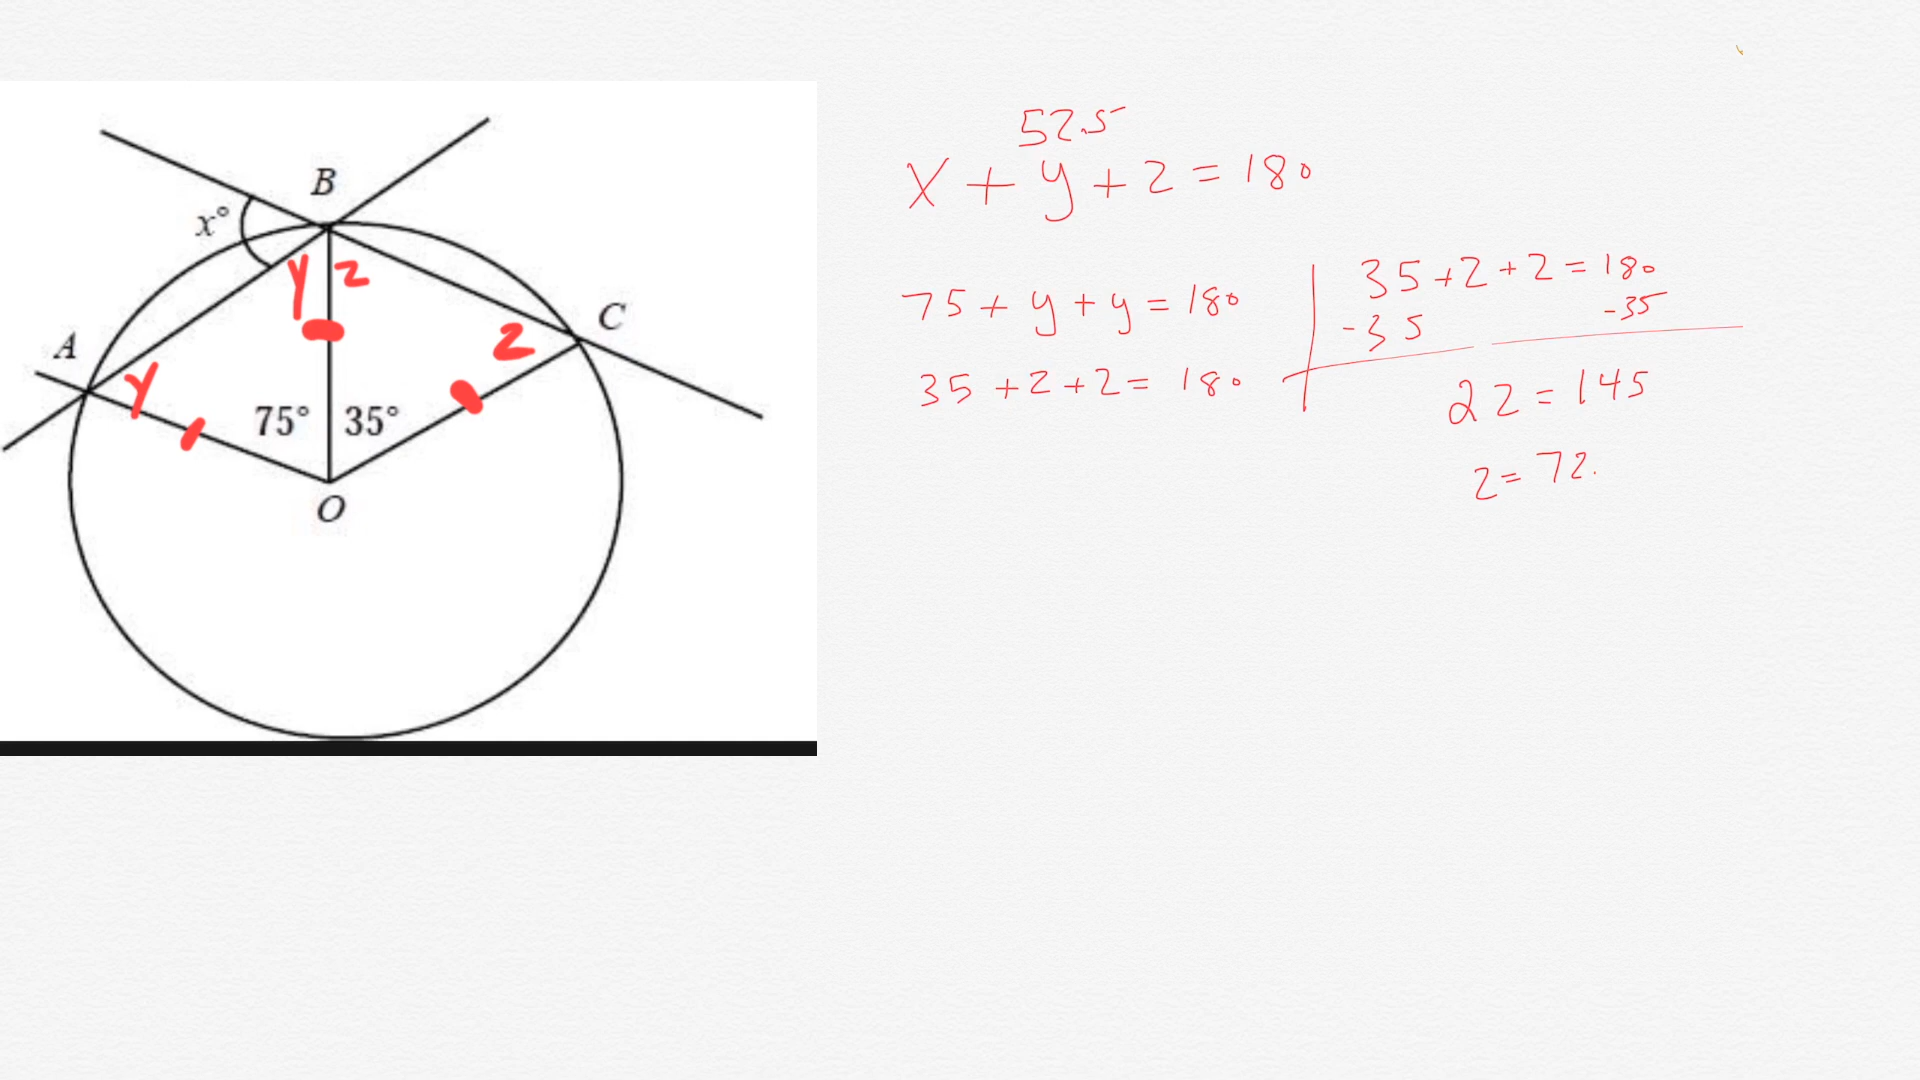 B
x°
y z
C
z
A
y
75° 35°
O
52.5
x + y + z = 180
75 + y + y = 180
35 + z + z = 180
35 + z + z = 180
-35 -35
2z = 145
z = 72.